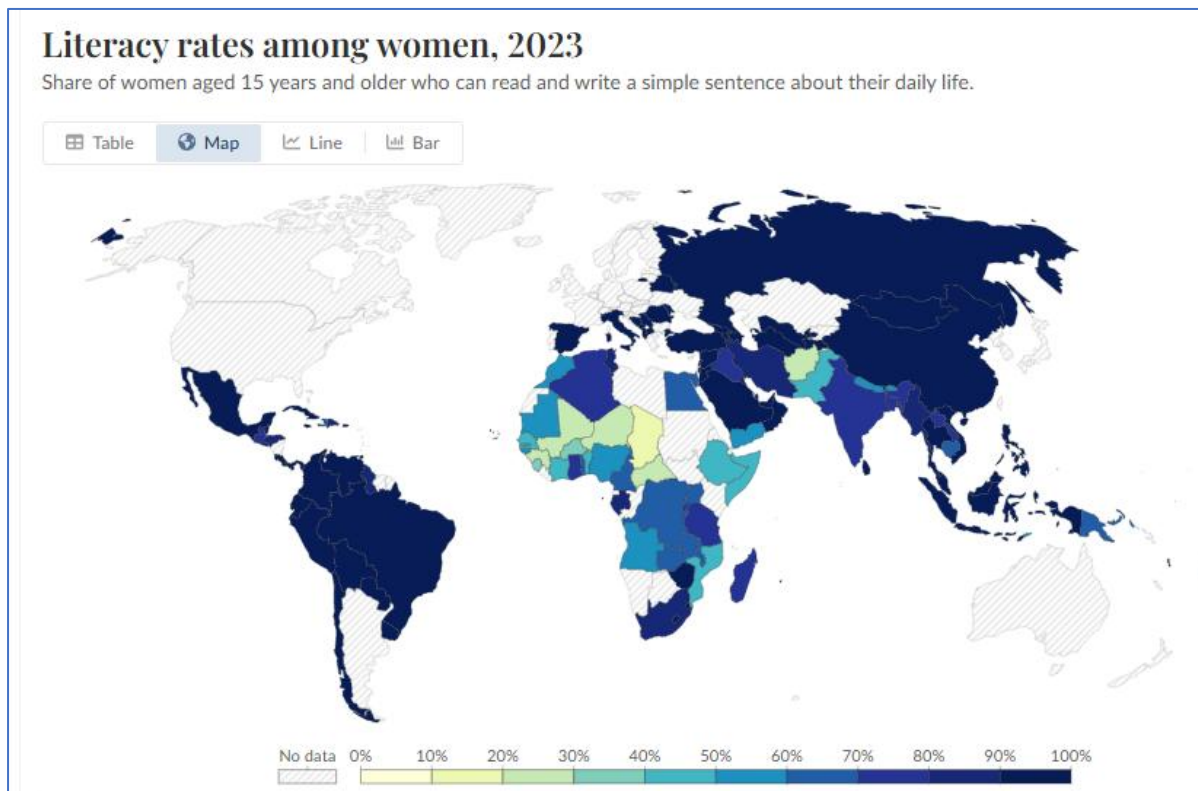 Literacy rates among women, 2023
Share of women aged 15 years and older who can read and write a simple sentence about their daily life.
Table Map Line Bar
No data 0% 10% 20% 30% 40% 50% 60% 70% 80% 90% 100%